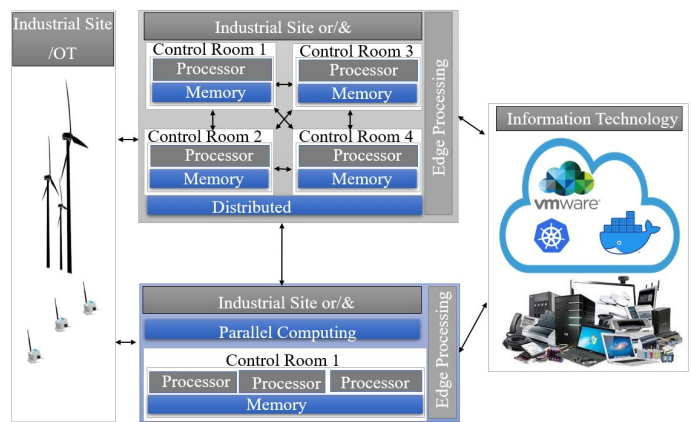 Industrial Site
/OT
Industrial Site or/&
Control Room 1
Processor
Memory
Control Room 3
Processor
Memory
Control Room 2
Processor
Memory
Control Room 4
Processor
Memory
Distributed
Edge Processing
Industrial Site or/&
Parallel Computing
Control Room 1
Processor
Processor
Processor
Memory
Edge Processing
Information Technology
vmware®